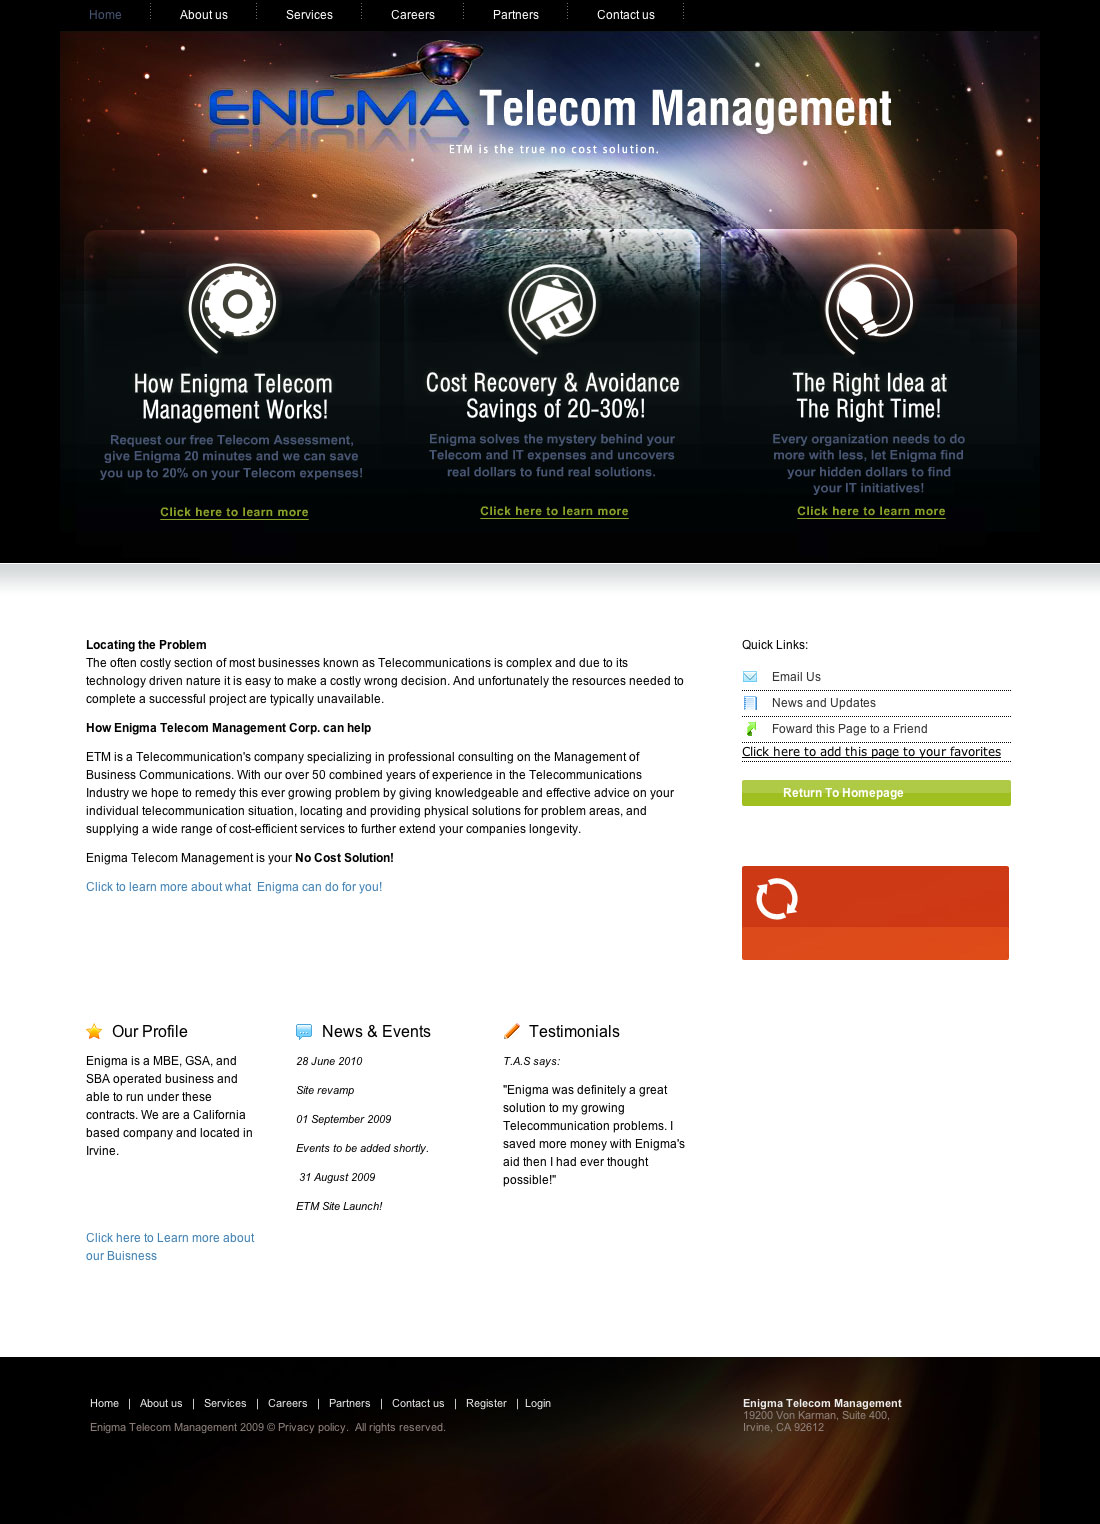 Home
About us
Services
Careers
Partners
Contact us
ENIGMA Telecom Management
ETM is the true no cost solution.
How Enigma Telecom
Management Works!
Request our free Telecom Assessment,
give Enigma 20 minutes and we can save
you up to 20% on your Telecom expenses!
Click here to learn more
Cost Recovery & Avoidance
Savings of 20-30%!
Enigma solves the mystery behind your
Telecom and IT expenses and uncovers
real dollars to fund real solutions.
Click here to learn more
The Right Idea at
The Right Time!
Every organization needs to do
more with less, let Enigma find
your hidden dollars to find
your IT initiatives!
Click here to learn more
Locating the Problem
The often costly section of most businesses known as Telecommunications is complex and due to its
technology driven nature it is easy to make a costly wrong decision. And unfortunately the resources needed to
complete a successful project are typically unavailable.
How Enigma Telecom Management Corp. can help
ETM is a Telecommunication's company specializing in professional consulting on the Management of
Business Communications. With our over 50 combined years of experience in the Telecommunications
Industry we hope to remedy this ever growing problem by giving knowledgeable and effective advice on your
individual telecommunication situation, locating and providing physical solutions for problem areas, and
supplying a wide range of cost-efficient services to further extend your companies longevity.
Enigma Telecom Management is your No Cost Solution!
Click to learn more about what  Enigma can do for you!
Quick Links:
Email Us
News and Updates
Foward this Page to a Friend
Click here to add this page to your favorites
Return To Homepage
Our Profile
Enigma is a MBE, GSA, and
SBA operated business and
able to run under these
contracts. We are a California
based company and located in
Irvine.
Click here to Learn more about
our Buisness
News & Events
28 June 2010
Site revamp
01 September 2009
Events to be added shortly.
31 August 2009
ETM Site Launch!
Testimonials
T.A.S says:
"Enigma was definitely a great
solution to my growing
Telecommunication problems. I
saved more money with Enigma's
aid then I had ever thought
possible!"
Home | About us | Services | Careers | Partners | Contact us | Register | Login
Enigma Telecom Management 2009 © Privacy policy.  All rights reserved.
Enigma Telecom Management
19200 Von Karman, Suite 400,
Irvine, CA 92612